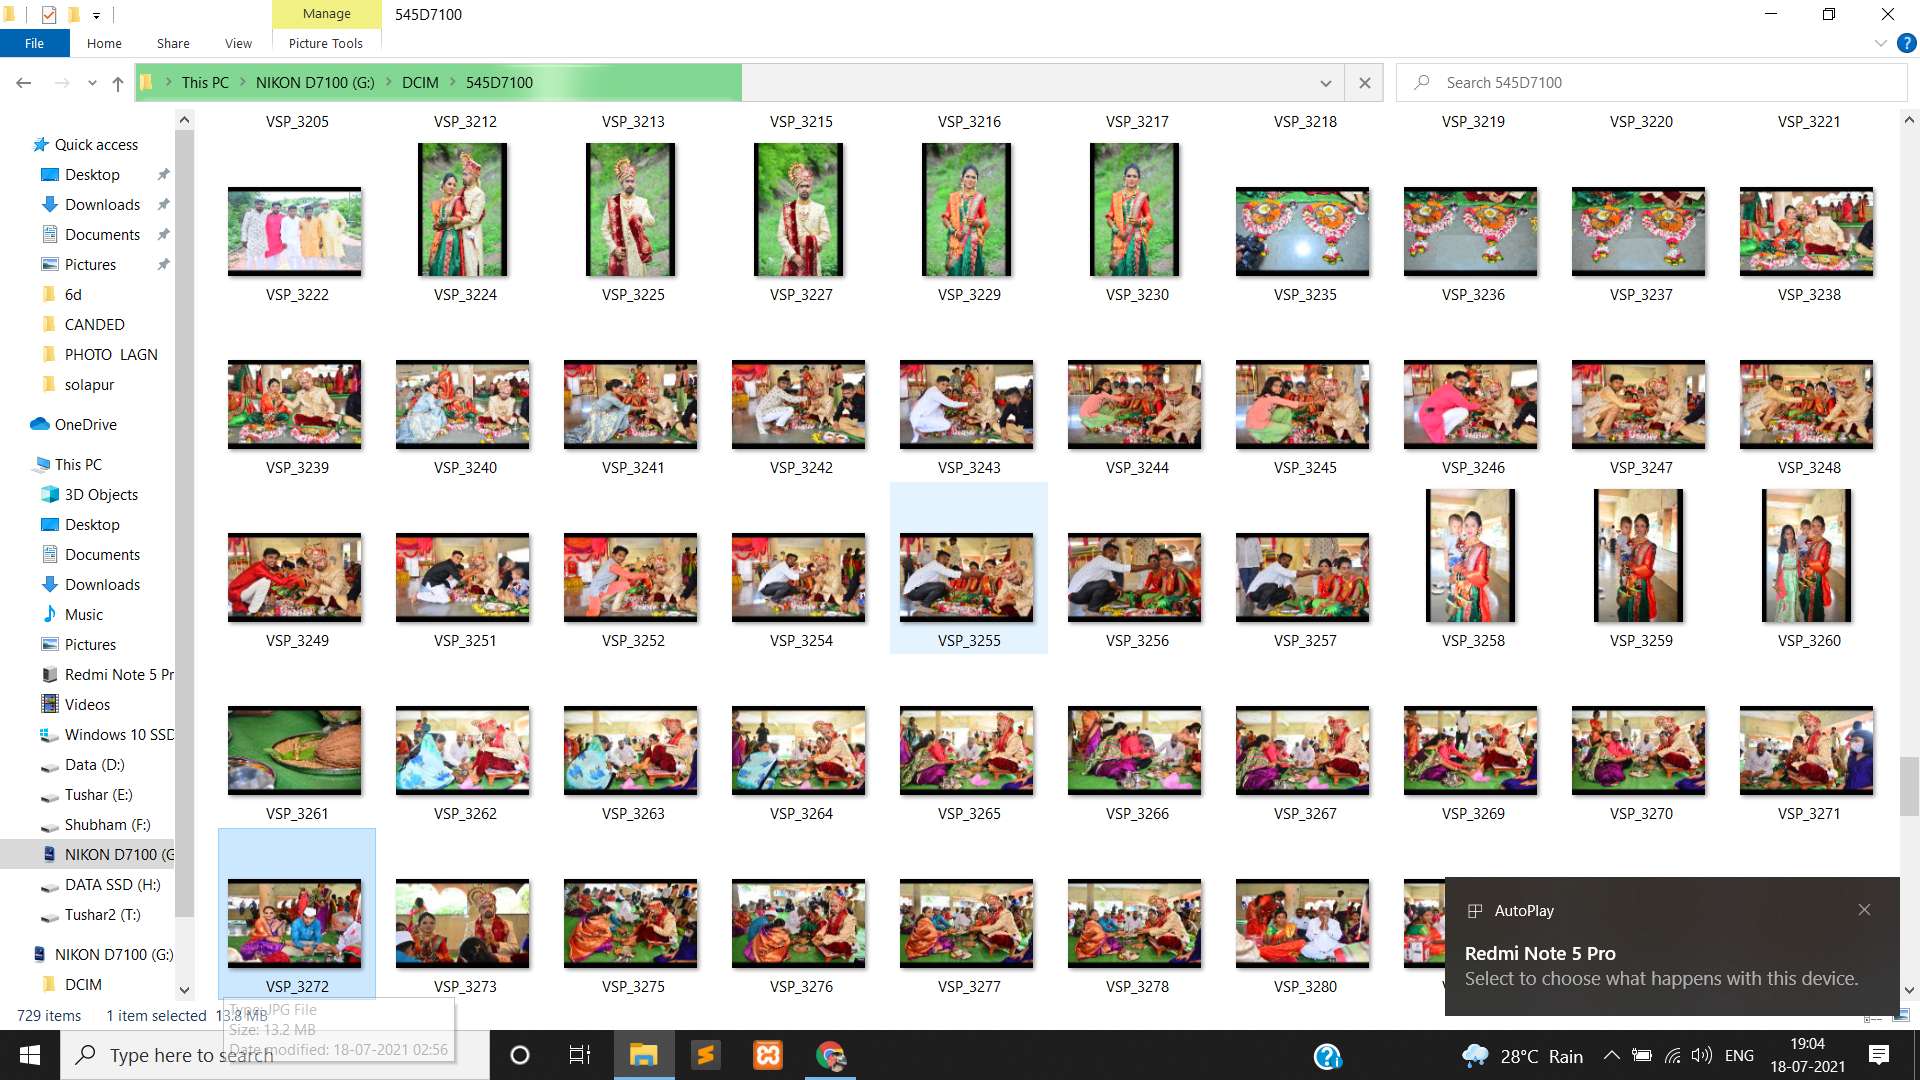 Manage
545D7100
File
Home
Share
View
Picture Tools
This PC
NIKON D7100 (G:)
DCIM
545D7100
Search 545D7100
VSP_3205
VSP_3212
VSP_3213
VSP_3215
VSP_3216
VSP_3217
VSP_3218
VSP_3219
VSP_3220
VSP_3221
VSP_3222
VSP_3224
VSP_3225
VSP_3227
VSP_3229
VSP_3230
VSP_3235
VSP_3236
VSP_3237
VSP_3238
VSP_3239
VSP_3240
VSP_3241
VSP_3242
VSP_3243
VSP_3244
VSP_3245
VSP_3246
VSP_3247
VSP_3248
VSP_3249
VSP_3251
VSP_3252
VSP_3254
VSP_3255
VSP_3256
VSP_3257
VSP_3258
VSP_3259
VSP_3260
VSP_3261
VSP_3262
VSP_3263
VSP_3264
VSP_3265
VSP_3266
VSP_3267
VSP_3269
VSP_3270
VSP_3271
VSP_3272
VSP_3273
VSP_3275
VSP_3276
VSP_3277
VSP_3278
VSP_3280
Quick access
Desktop
Downloads
Documents
Pictures
6d
CANDED
PHOTO LAGN
solapur
OneDrive
This PC
3D Objects
Desktop
Documents
Downloads
Music
Pictures
Redmi Note 5 Pr
Videos
Windows 10 SSD
Data (D:)
Tushar (E:)
Shubham (F:)
NIKON D7100 (G
DATA SSD (H:)
Tushar2 (T:)
NIKON D7100 (G:)
DCIM
AutoPlay
Redmi Note 5 Pro
Select to choose what happens with this device.
729 items
1 item selected 13.8 MB
Type: JPG File
Size: 13.2 MB
Date modified: 18-07-2021 02:56
Type here to search
28°C Rain
ENG
19:04
18-07-2021